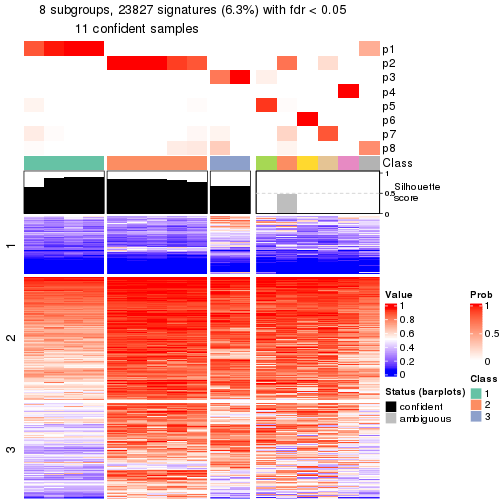 8 subgroups, 23827 signatures (6.3%) with fdr < 0.05
11 confident samples
p1
p2
p3
p4
p5
p6
p7
p8
Class
1
0.5
0
Silhouette
score
1
2
3
Value
1
0.8
0.6
0.4
0.2
0
Prob
1
0.5
0
Status (barplots)
confident
ambiguous
Class
1
2
3